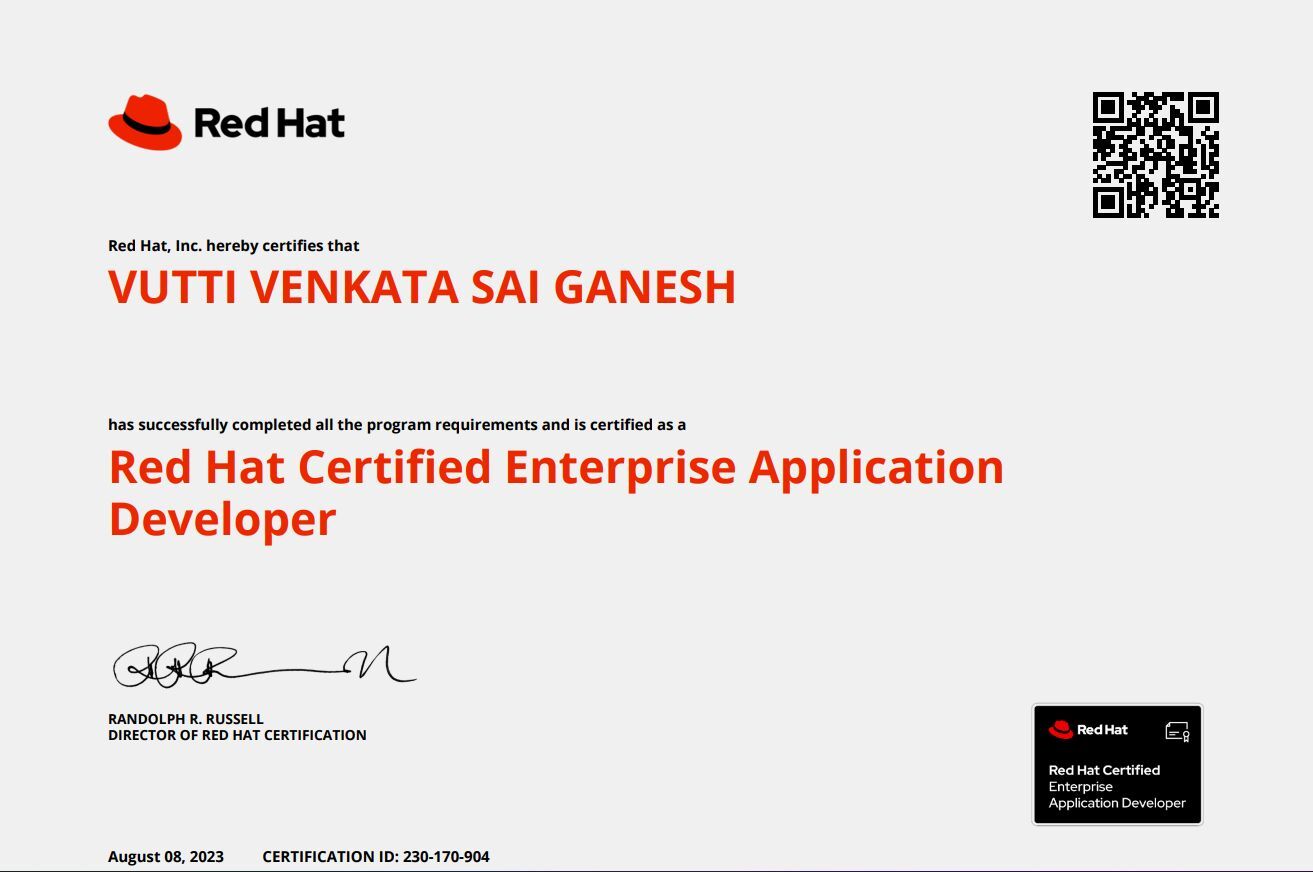 Red Hat
Red Hat, Inc. hereby certifies that
VUTTI VENKATA SAI GANESH
has successfully completed all the program requirements and is certified as a
Red Hat Certified Enterprise Application
Developer
RANDOLPH R. RUSSELL
DIRECTOR OF RED HAT CERTIFICATION
Red Hat
Red Hat Certified
Enterprise
Application Developer
August 08, 2023 CERTIFICATION ID: 230-170-904